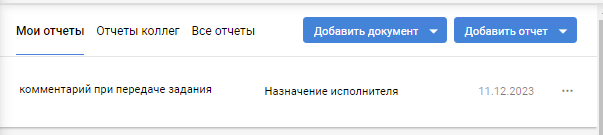 Мои отчеты Отчеты коллег Все отчеты Добавить документ Добавить отчет
комментарий при передаче задания Назначение исполнителя 11.12.2023 ···